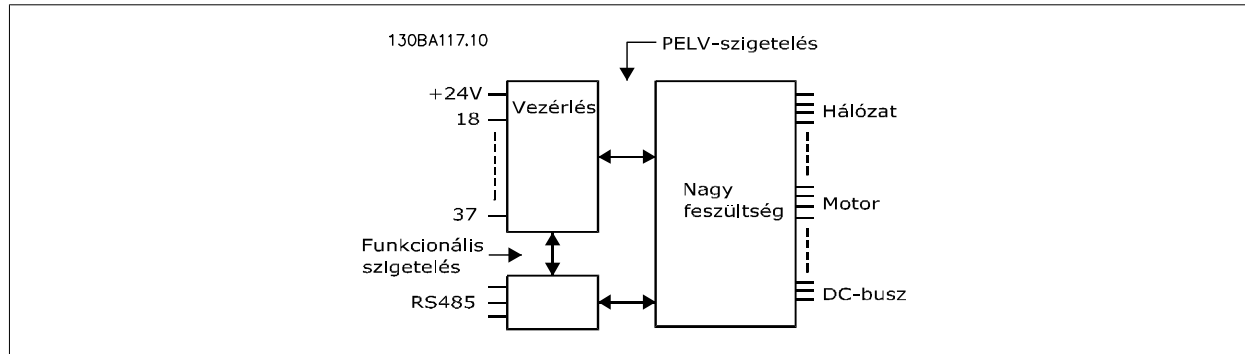 130BA117.10
PELV-szigetelés
+24V
Vezérlés
18
Hálózat
Nagy
feszültség
Motor
37
Funkcionális
szigetelés
RS485
DC-busz